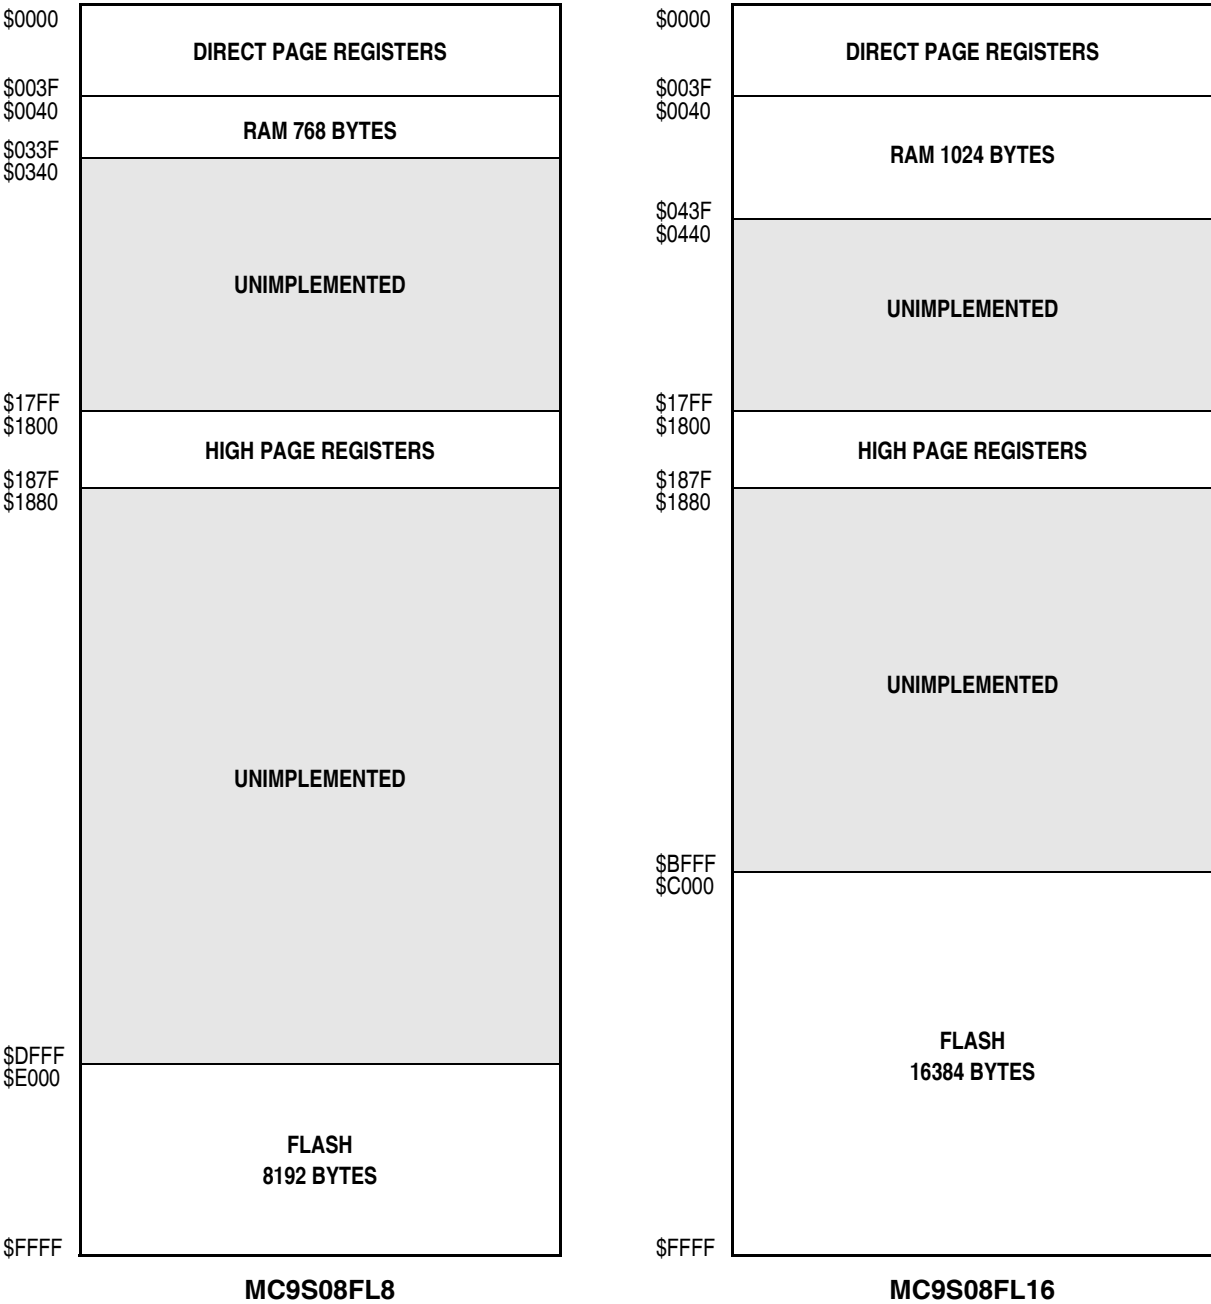 $0000
DIRECT PAGE REGISTERS
$003F
$0040
RAM 768 BYTES
$033F
$0340
UNIMPLEMENTED
$17FF
$1800
HIGH PAGE REGISTERS
$187F
$1880
UNIMPLEMENTED
$DFFF
$E000
FLASH
8192 BYTES
$FFFF
MC9S08FL8
$0000
DIRECT PAGE REGISTERS
$003F
$0040
RAM 1024 BYTES
$043F
$0440
UNIMPLEMENTED
$17FF
$1800
HIGH PAGE REGISTERS
$187F
$1880
UNIMPLEMENTED
$BFFF
$C000
FLASH
16384 BYTES
$FFFF
MC9S08FL16